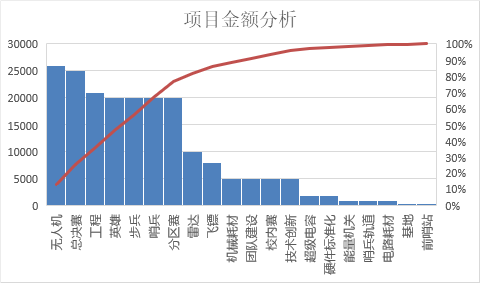 项目金额分析
30000
25000
20000
15000
10000
5000
0
100%
90%
80%
70%
60%
50%
40%
30%
20%
10%
0%
无人机
总决赛
工程
英雄
步兵
哨兵
分区赛
雷达
飞镖
机械耗材
团队建设
校内赛
技术创新
超级电容
硬件标准化
能量机关
哨兵轨道
电路耗材
基地
前哨站